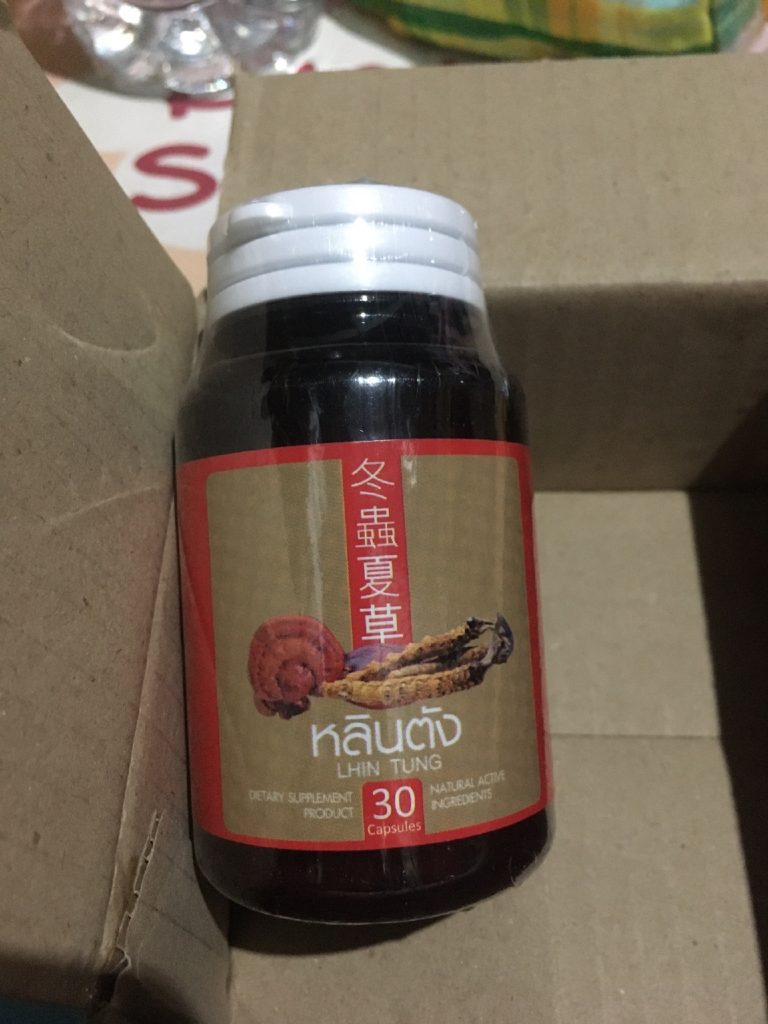 冬蟲夏草
หลินตัง
LHIN TUNG
DIETARY SUPPLEMENT
PRODUCT
30
Capsules
NATURAL ACTIVE
INGREDIENTS